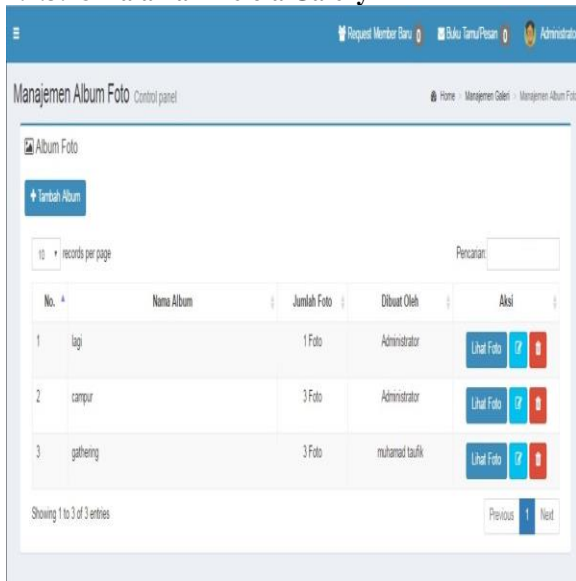 Request Member Baru 0 Buku Tamu/Pesan 0 Administrato
Manajemen Album Foto Control panel
Home > Manajemen Galeri > Manajemen Album Foto
Album Foto
+ Tambah Album
10 records per page
Pencarian:
No. Nama Album Jumlah Foto Dibuat Oleh Aksi
1 lagi 1 Foto Administrator Lihat Foto
2 campur 3 Foto Administrator Lihat Foto
3 gathering 3 Foto muhamad taufik Lihat Foto
Showing 1 to 3 of 3 entries
Previous 1 Next